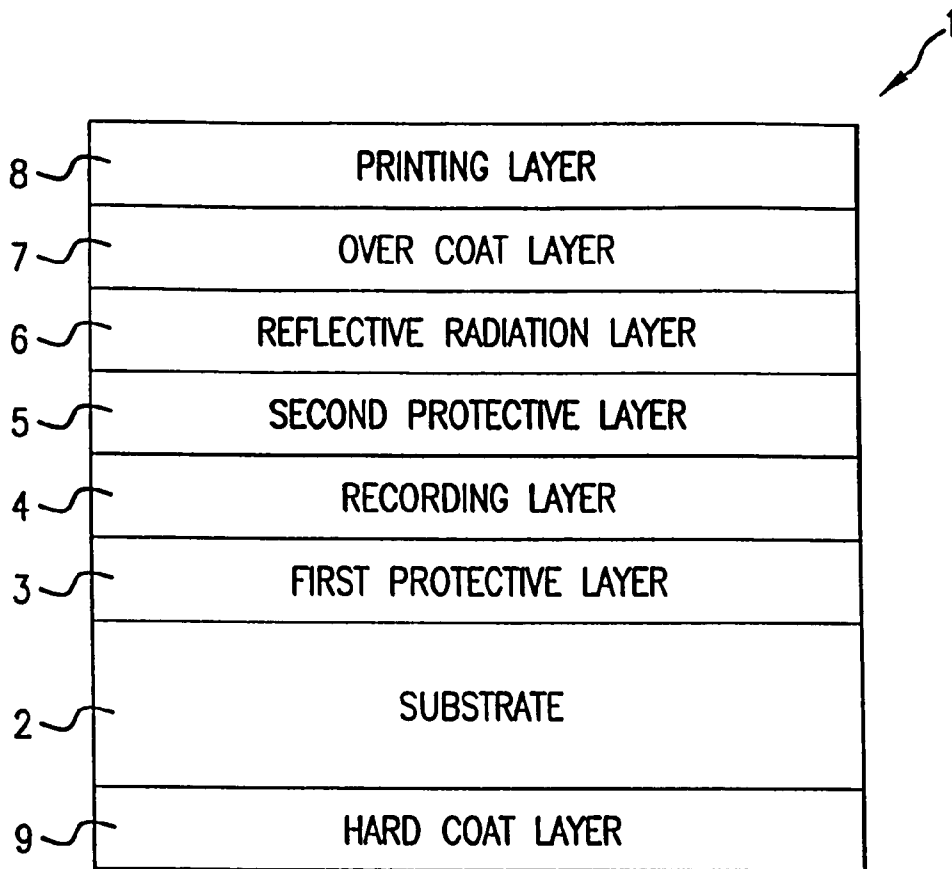 1
8 PRINTING LAYER
7 OVER COAT LAYER
6 REFLECTIVE RADIATION LAYER
5 SECOND PROTECTIVE LAYER
4 RECORDING LAYER
3 FIRST PROTECTIVE LAYER
2 SUBSTRATE
9 HARD COAT LAYER